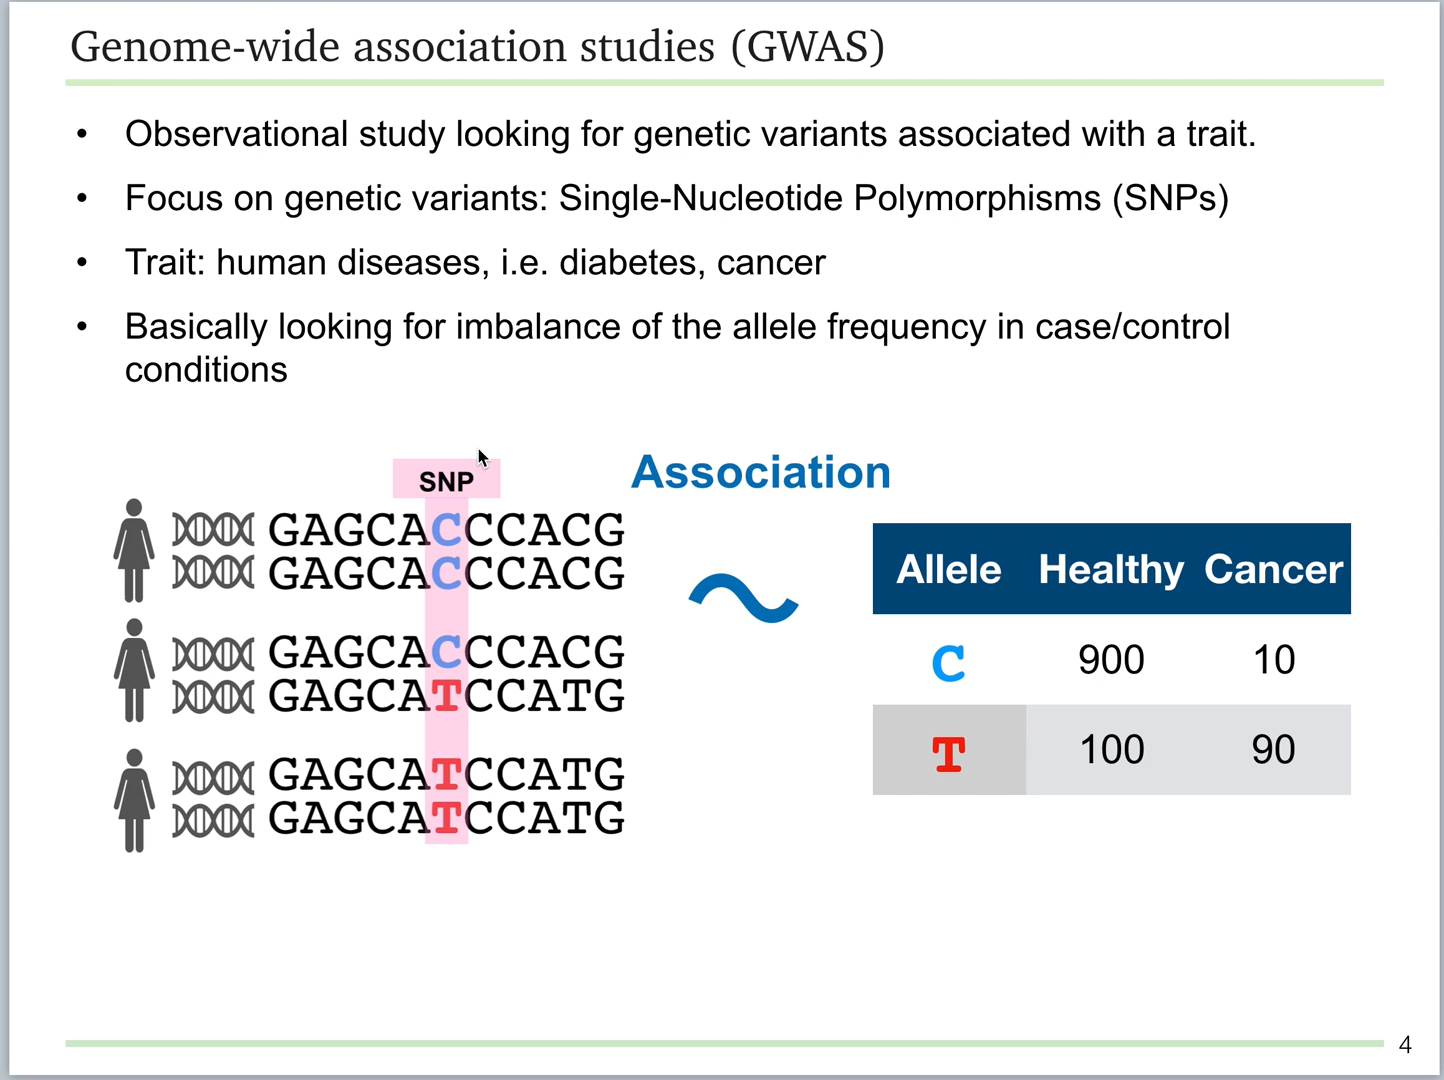 Genome-wide association studies (GWAS)
• Observational study looking for genetic variants associated with a trait.
• Focus on genetic variants: Single-Nucleotide Polymorphisms (SNPs)
• Trait: human diseases, i.e. diabetes, cancer
• Basically looking for imbalance of the allele frequency in case/control
conditions
SNP
GAGCACCCACG
GAGCACCCACG
GAGCACCCACG
GAGCATCCATG
GAGCATCCATG
GAGCATCCATG
Association
~
Allele Healthy Cancer
C 900 10
T 100 90
4